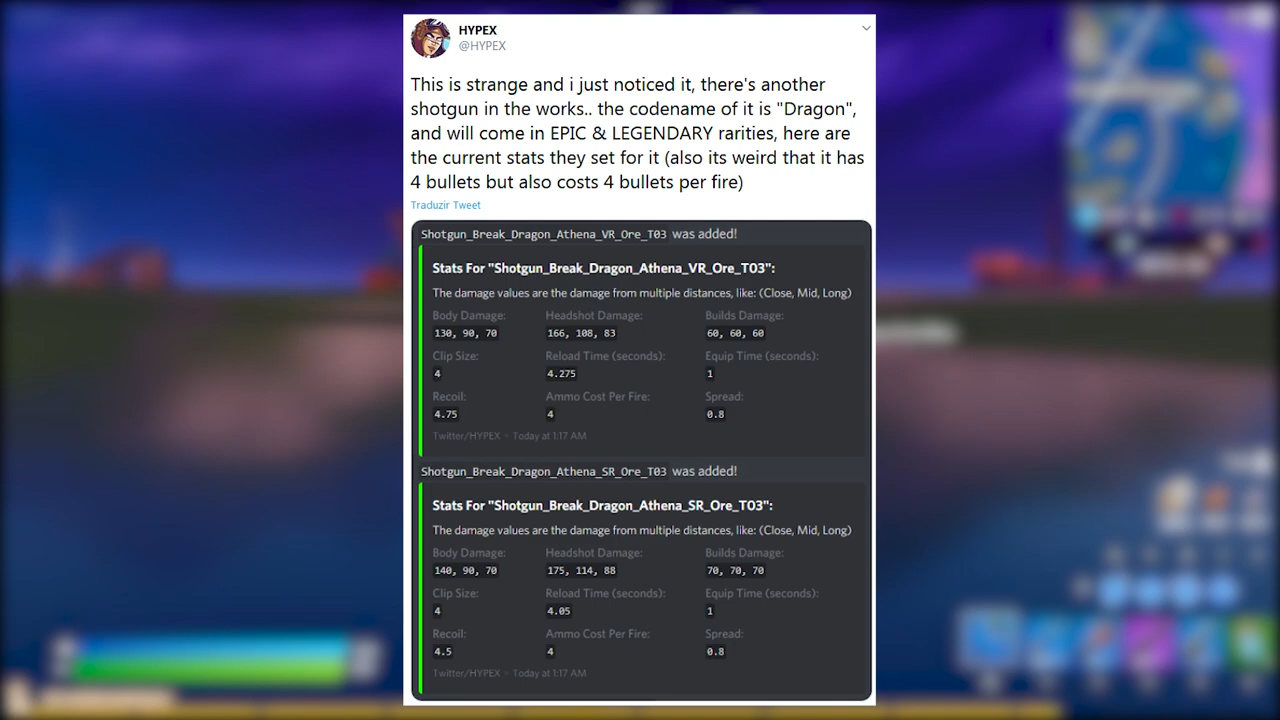 HYPEX
@HYPEX
This is strange and i just noticed it, there's another
shotgun in the works.. the codename of it is "Dragon",
and will come in EPIC & LEGENDARY rarities, here are
the current stats they set for it (also its weird that it has
4 bullets but also costs 4 bullets per fire)
Traduzir Tweet
Shotgun_Break_Dragon_Athena_VR_Ore_T03 was added!
Stats For "Shotgun_Break_Dragon_Athena_VR_Ore_T03":
The damage values are the damage from multiple distances, like: (Close, Mid, Long)
Body Damage: Headshot Damage: Builds Damage:
130, 90, 70 166, 108, 83 60, 60, 60
Clip Size: Reload Time (seconds): Equip Time (seconds):
4 4.275 1
Recoil: Ammo Cost Per Fire: Spread:
4.75 4 0.8
Twitter/HYPEX • Today at 1:17 AM
Shotgun_Break_Dragon_Athena_SR_Ore_T03 was added!
Stats For "Shotgun_Break_Dragon_Athena_SR_Ore_T03":
The damage values are the damage from multiple distances, like: (Close, Mid, Long)
Body Damage: Headshot Damage: Builds Damage:
140, 90, 70 175, 114, 88 70, 70, 70
Clip Size: Reload Time (seconds): Equip Time (seconds):
4 4.05 1
Recoil: Ammo Cost Per Fire: Spread:
4.5 4 0.8
Twitter/HYPEX • Today at 1:17 AM